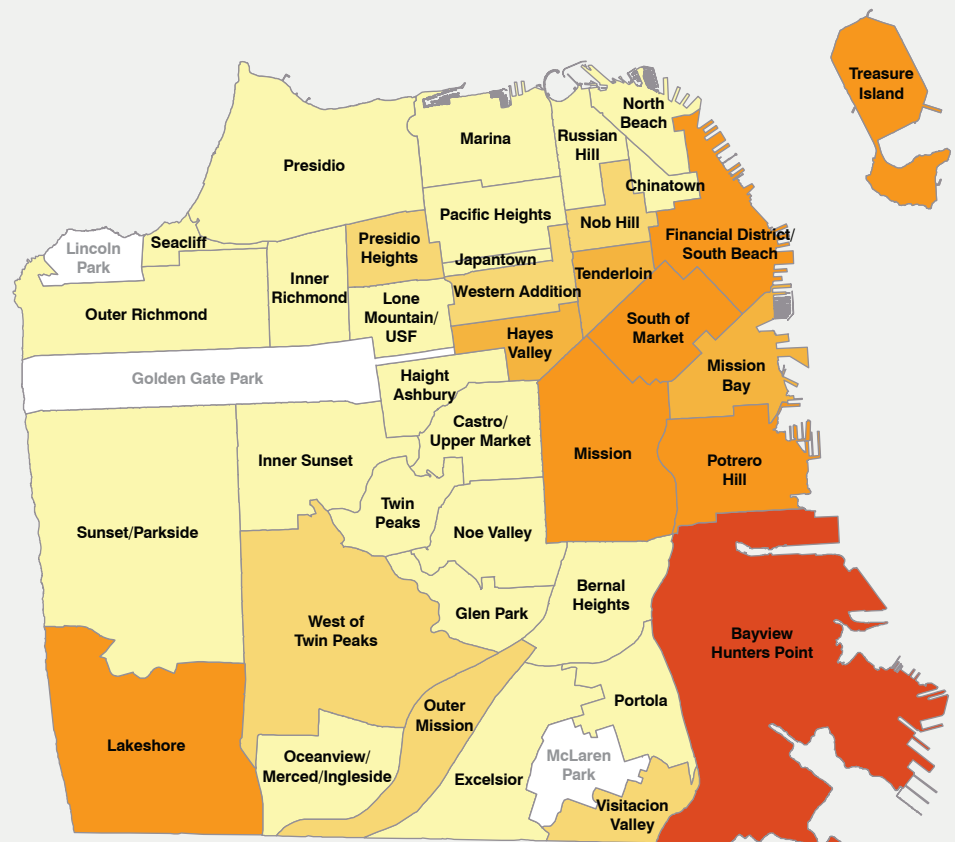 Treasure
Island
North
Beach
Marina
Russian
Hill
Presidio
Chinatown
Pacific Heights
Nob Hill
Seacliff
Lincoln
Park
Presidio
Heights
Financial District/
South Beach
Japantown
Inner
Richmond
Tenderloin
Western Addition
Outer Richmond
Lone
Mountain/
USF
South of
Market
Hayes
Valley
Golden Gate Park
Haight
Ashbury
Mission
Bay
Castro/
Upper Market
Inner Sunset
Mission
Potrero
Hill
Twin
Peaks
Sunset/Parkside
Noe Valley
Bernal
Heights
Glen Park
West of
Twin Peaks
Bayview
Hunters Point
Portola
Outer
Mission
Lakeshore
Oceanview/
Merced/Ingleside
McLaren
Park
Excelsior
Visitacion
Valley